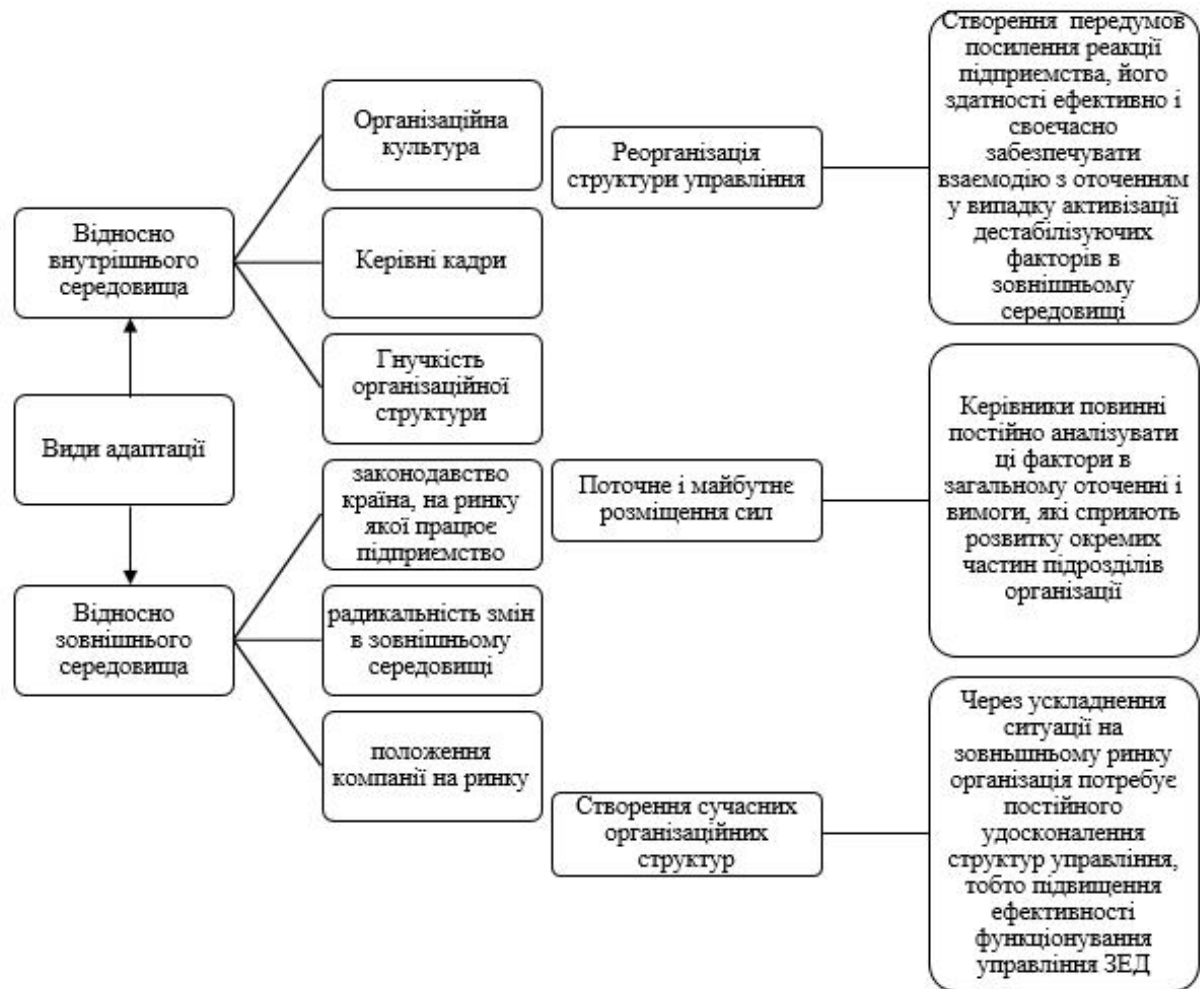 Види адаптації
Відносно
внутрішнього
середовища
Організаційна
культура
Керівні кадри
Гнучкість
організаційної
структури
Відносно
зовнішнього
середовища
законодавство
країна, на ринку
якої працює
підприємство
радикальність змін
в зовнішньому
середовищі
положення
компанії на ринку
Реорганізація
структури управління
Створення передумов
посилення реакції
підприємства, його
здатності ефективно і
своєчасно
забезпечувати
взаємодію з оточенням
у випадку активізації
дестабілізуючих
факторів в
зовнішньому
середовищі
Поточне і майбутнє
розміщення сил
Керівники повинні
постійно аналізувати
ці фактори в
загальному оточенні і
вимоги, які сприяють
розвитку окремих
частин підрозділів
організації
Створення сучасних
організаційних
структур
Через ускладнення
ситуації на
зовньшньому ринку
організація потребує
постійного
удосконалення
структур управління,
тобто підвищення
ефективності
функціонування
управління ЗЕД